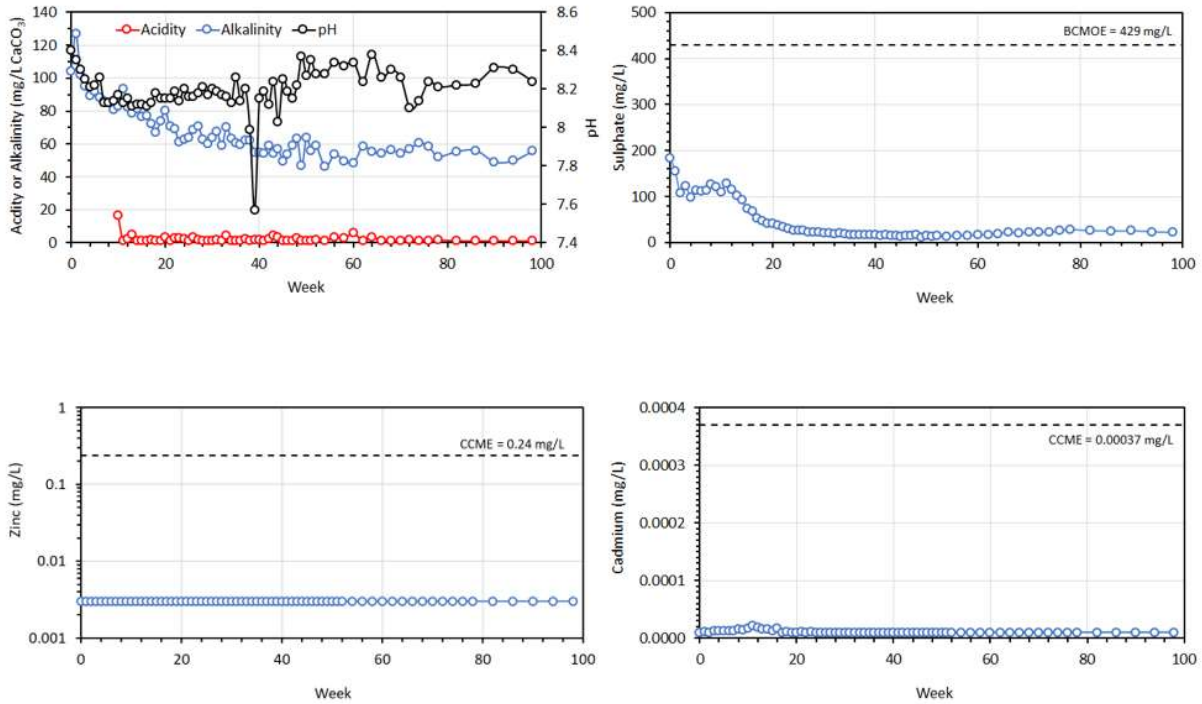 Acidity Alkalinity pH
Acdity or Alkalinity (mg/L CaCO₃)
140
120
100
80
60
40
20
0
8.6
8.4
8.2
8
7.8
7.6
7.4
pH
0 20 40 60 80 100
Week
BCMOE = 429 mg/L
Sulphate (mg/L)
500
400
300
200
100
0
0 20 40 60 80 100
Week
CCME = 0.24 mg/L
Zinc (mg/L)
1
0.1
0.01
0.001
0 20 40 60 80 100
Week
CCME = 0.00037 mg/L
Cadmium (mg/L)
0.0004
0.0003
0.0002
0.0001
0.0000
0 20 40 60 80 100
Week